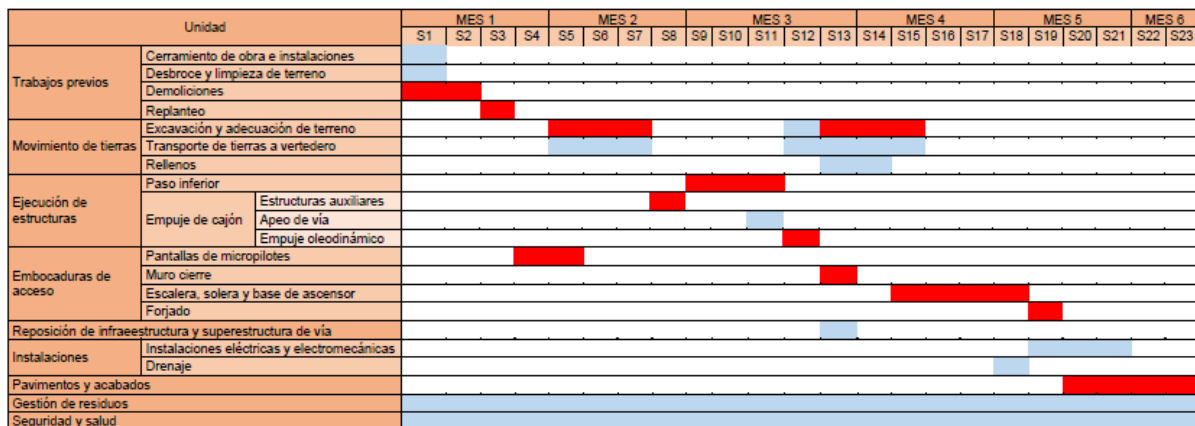 Unidad MES 1 MES 2 MES 3 MES 4 MES 5 MES 6
S1 S2 S3 S4 S5 S6 S7 S8 S9 S10 S11 S12 S13 S14 S15 S16 S17 S18 S19 S20 S21 S22 S23
Trabajos previos
Cerramiento de obra e instalaciones
Desbroce y limpieza de terreno
Demoliciones
Replanteo
Movimiento de tierras
Excavación y adecuación de terreno
Transporte de tierras a vertedero
Rellenos
Ejecución de
estructuras
Paso inferior
Empuje de cajón
Estructuras auxiliares
Apeo de vía
Empuje oleodinámico
Embocaduras de
acceso
Pantallas de micropilotes
Muro cierre
Escalera, solera y base de ascensor
Forjado
Reposición de infraeestructura y superestructura de vía
Instalaciones
Instalaciones eléctricas y electromecánicas
Drenaje
Pavimentos y acabados
Gestión de residuos
Seguridad y salud